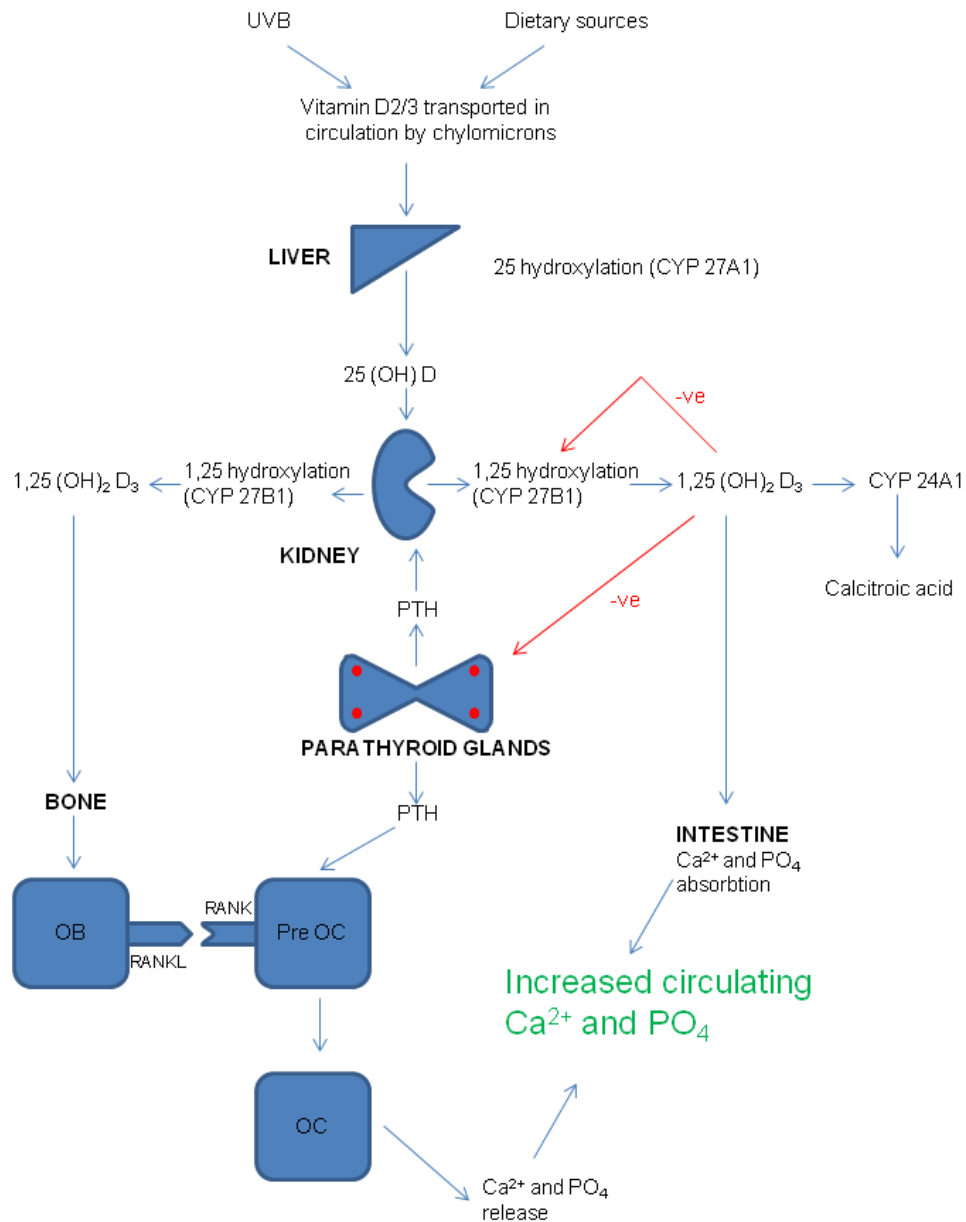 UVB
Dietary sources
Vitamin D2/3 transported in
circulation by chylomicrons
LIVER
25 hydroxylation (CYP 27A1)
25 (OH) D
-ve
1,25 (OH)₂ D₃
1,25 hydroxylation
(CYP 27B1)
1,25 hydroxylation
(CYP 27B1)
1,25 (OH)₂ D₃
CYP 24A1
KIDNEY
Calcitroic acid
PTH
-ve
PARATHYROID GLANDS
PTH
BONE
INTESTINE
Ca²⁺ and PO₄
absorbtion
OB
RANKL
RANK
Pre OC
Increased circulating
Ca²⁺ and PO₄
OC
Ca²⁺ and PO₄
release